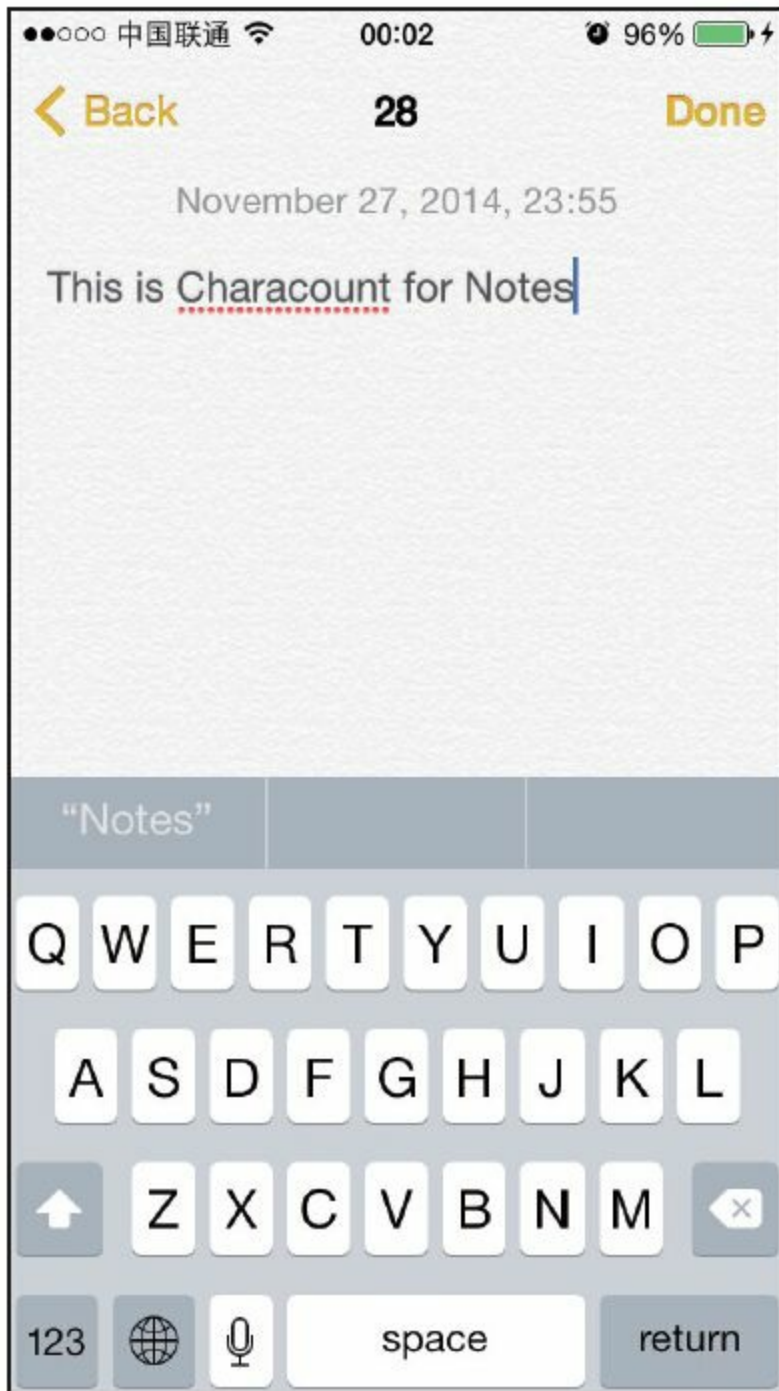 中国联通 00:02 96%
Back 28 Done
November 27, 2014, 23:55
This is Characount for Notes
“Notes”
Q W E R T Y U I O P
A S D F G H J K L
Z X C V B N M
123 space return